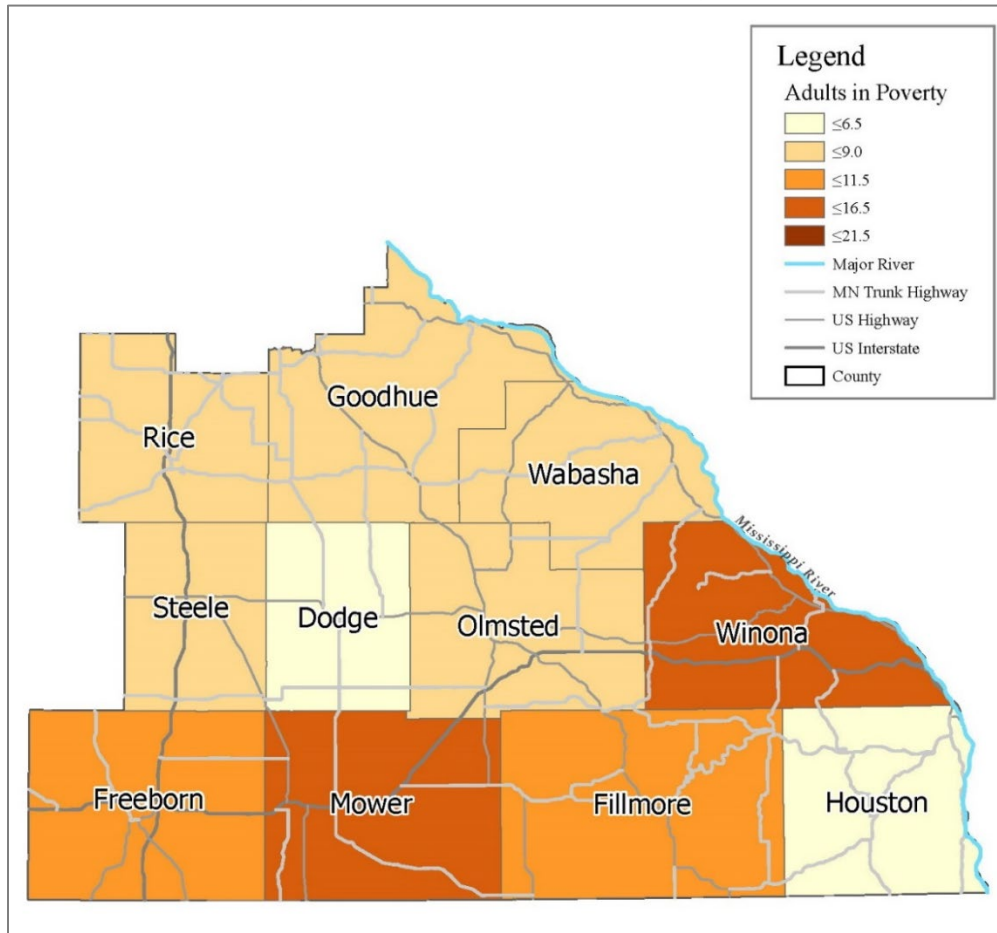 Legend
Adults in Poverty
≤6.5
≤9.0
≤11.5
≤16.5
≤21.5
Major River
MN Trunk Highway
US Highway
US Interstate
County
Goodhue
Rice
Wabasha
Mississippi River
Steele
Dodge
Olmsted
Winona
Freeborn
Mower
Fillmore
Houston